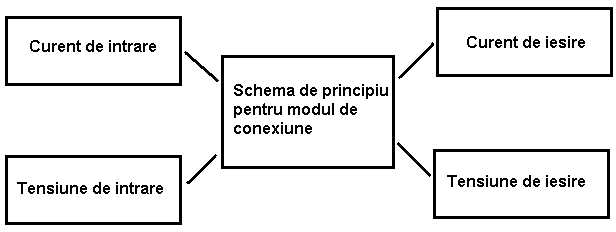 Curent de intrare
Curent de iesire
Schema de principiu
pentru modul de
conexiune
Tensiune de intrare
Tensiune de iesire